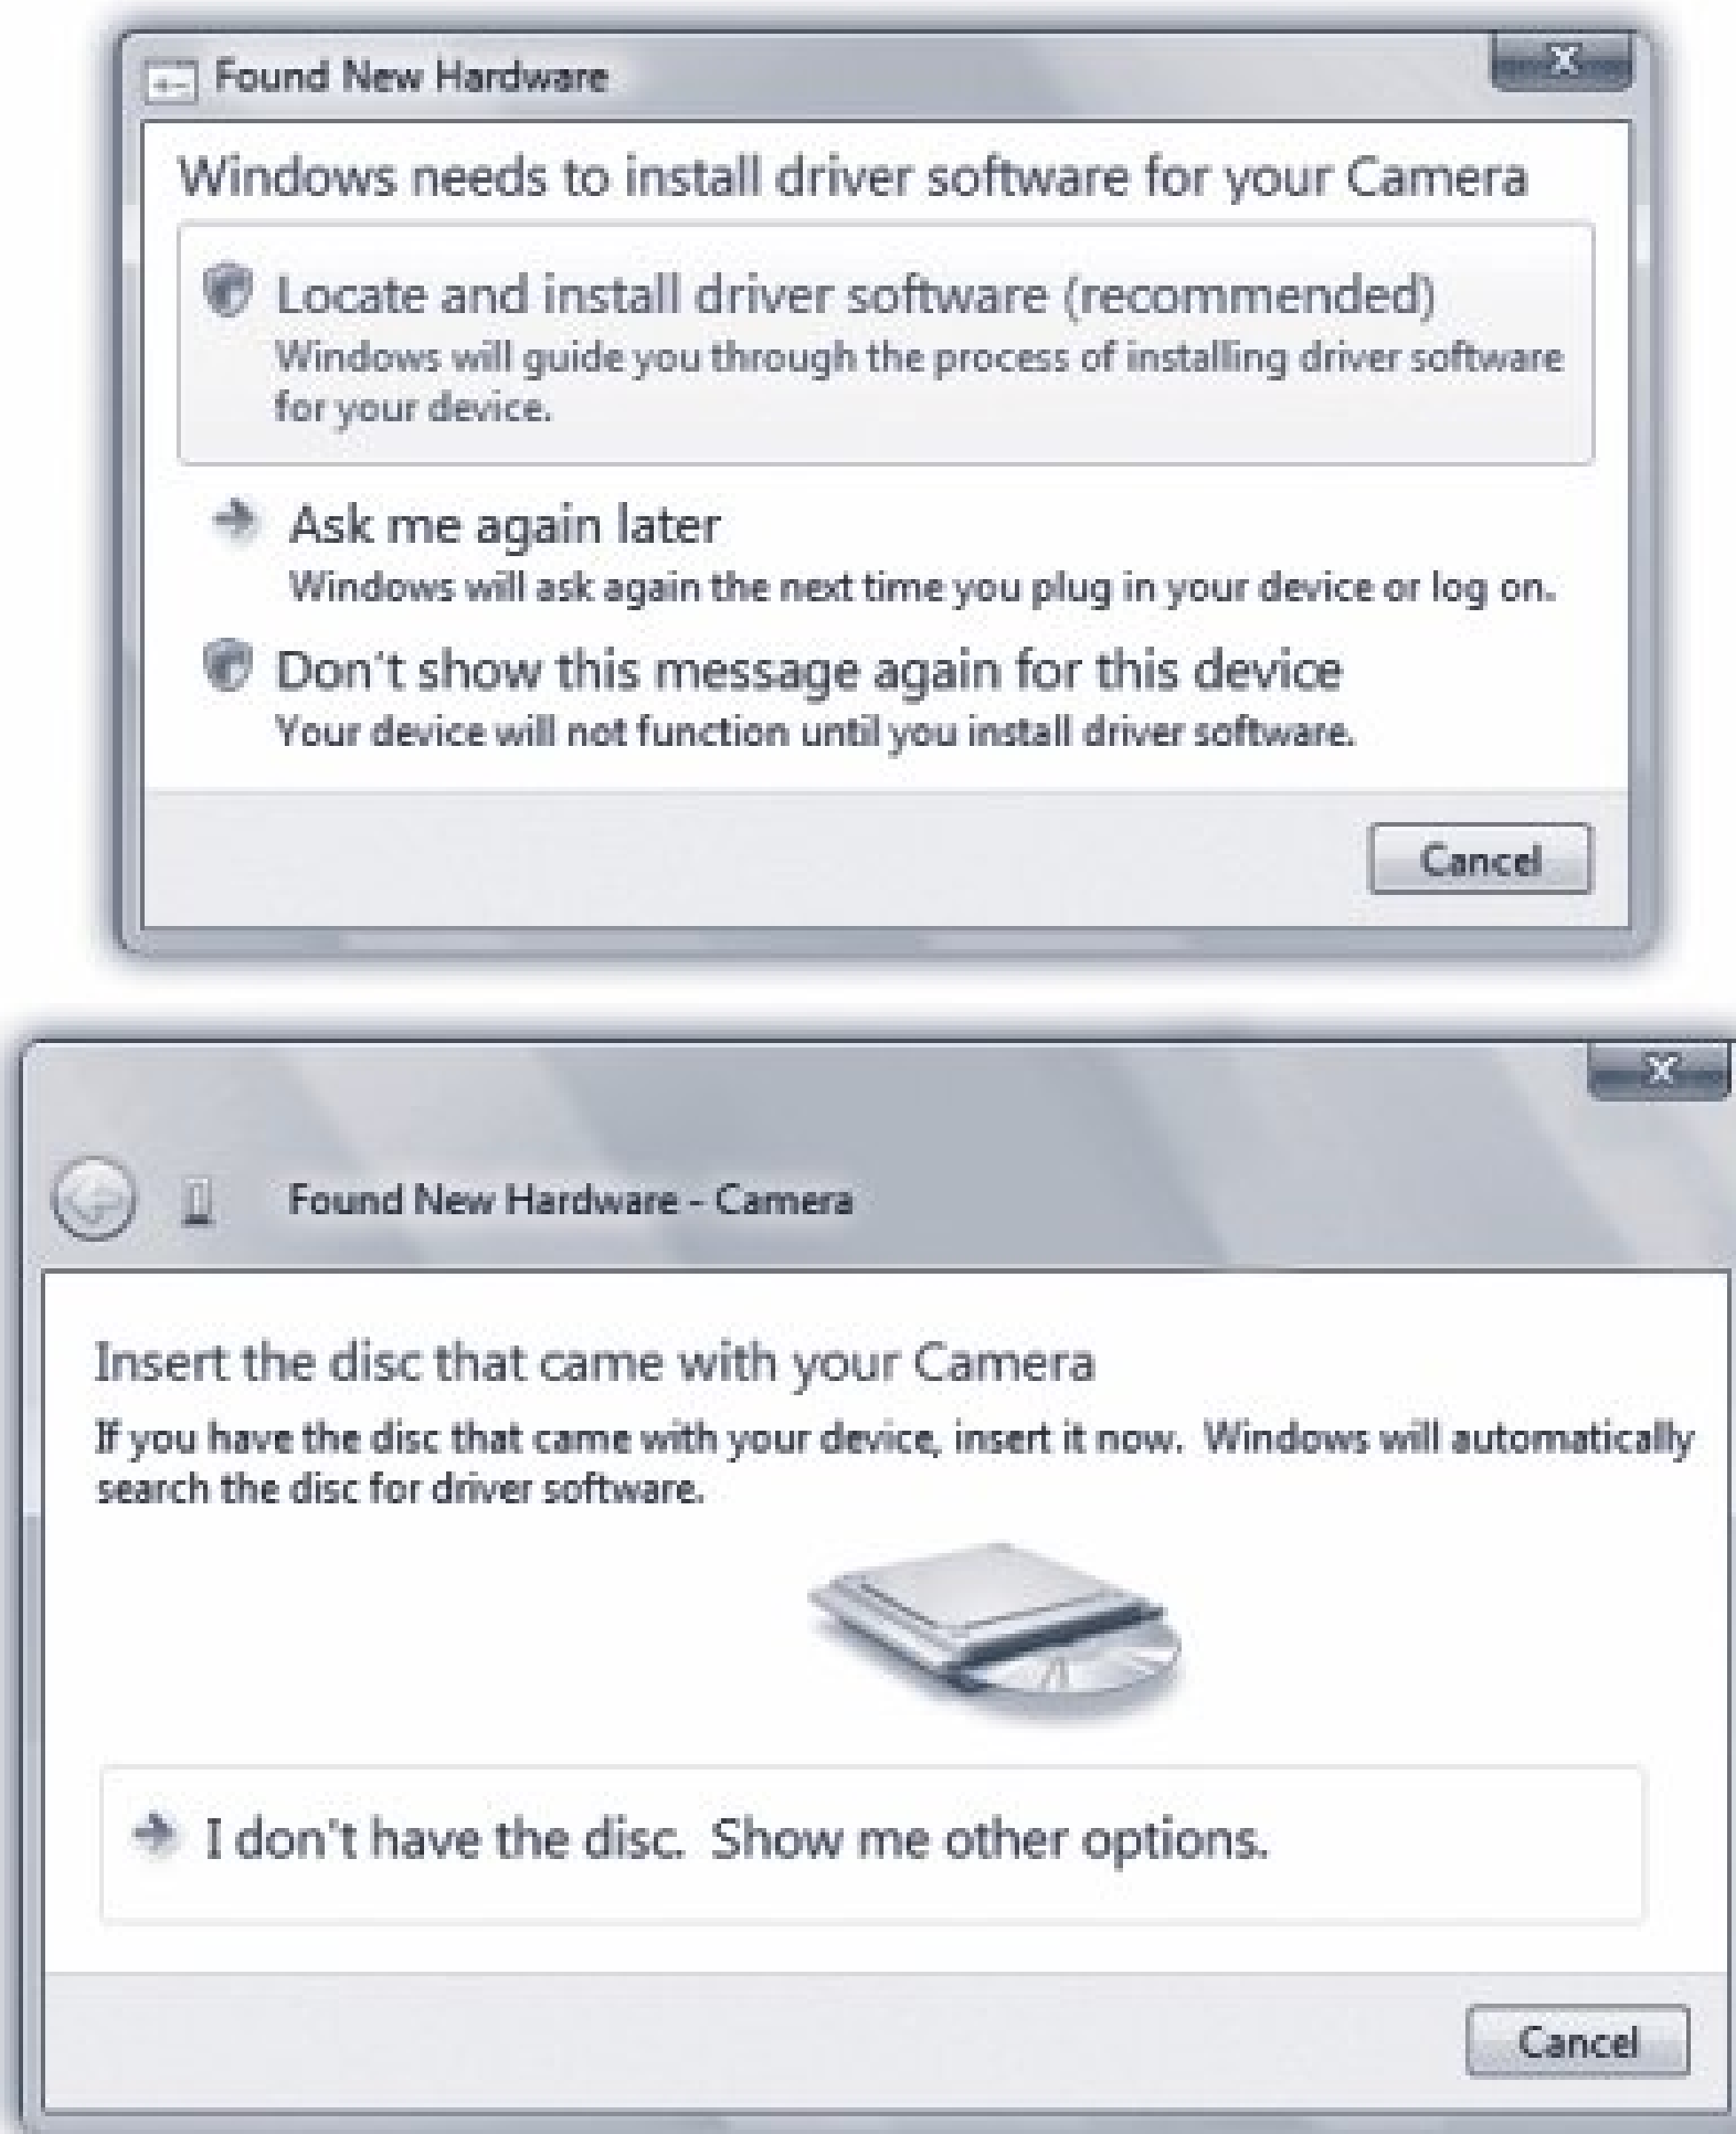 Found New Hardware
Windows needs to install driver software for your Camera
Locate and install driver software (recommended)
Windows will guide you through the process of installing driver software
for your device.
Ask me again later
Windows will ask again the next time you plug in your device or log on.
Don't show this message again for this device
Your device will not function until you install driver software.
Cancel
Found New Hardware - Camera
Insert the disc that came with your Camera
If you have the disc that came with your device, insert it now.  Windows will automatically
search the disc for driver software.
I don't have the disc.  Show me other options.
Cancel